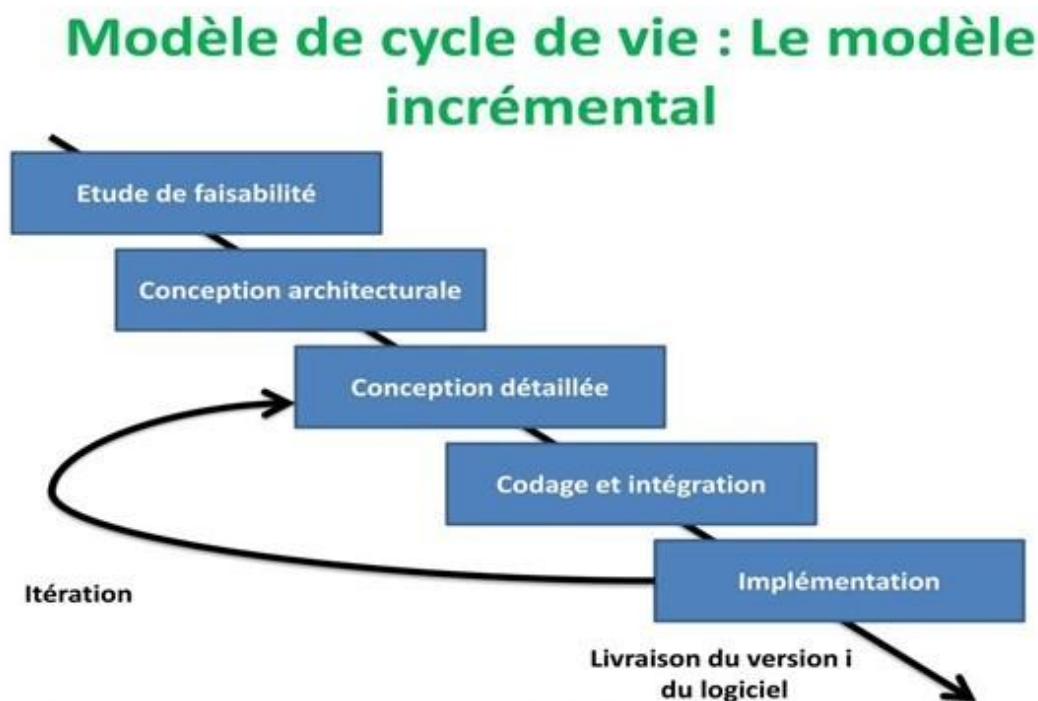 Modèle de cycle de vie : Le modèle
incrémental
Etude de faisabilité
Conception architecturale
Conception détaillée
Codage et intégration
Implémentation
Itération
Livraison du version i
du logiciel